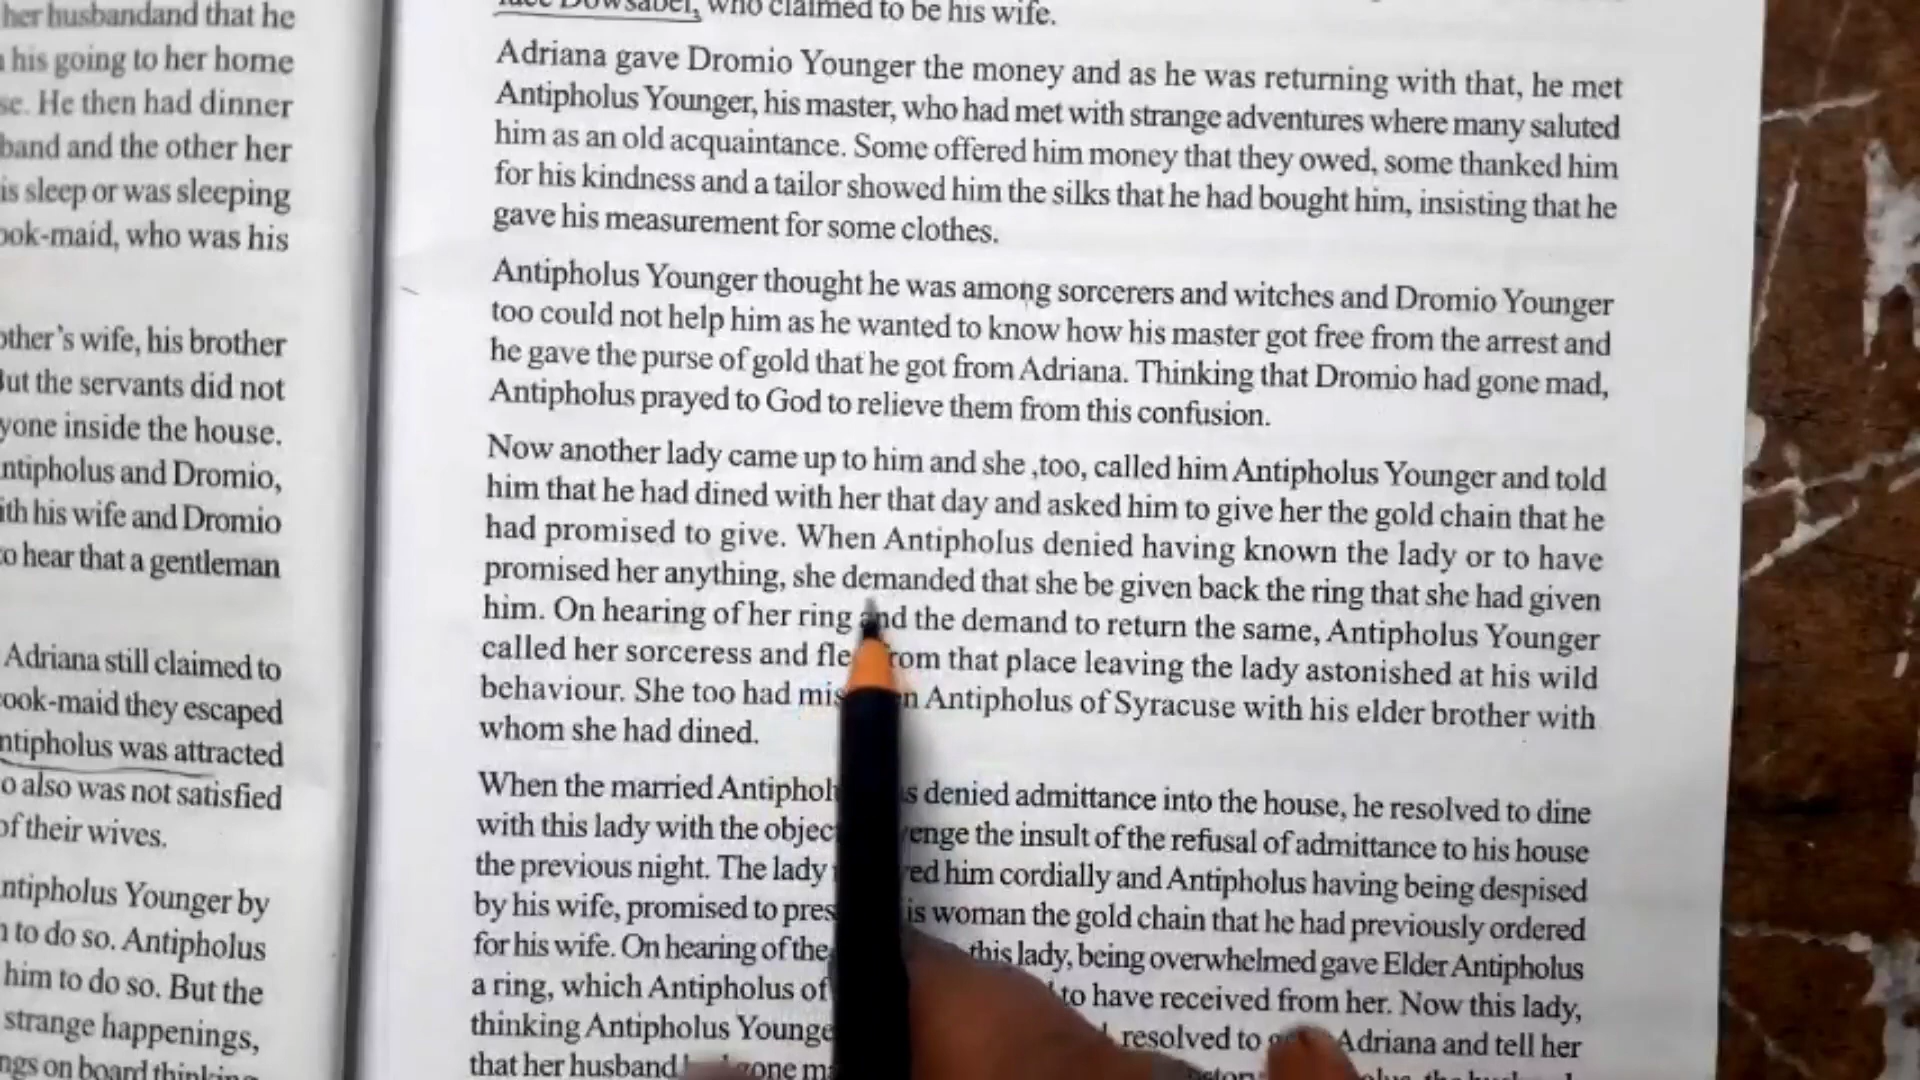 her husbandand that he
his going to her home
se. He then had dinner
band and the other her
is sleep or was sleeping
ook-maid, who was his
other's wife, his brother
But the servants did not
yone inside the house.
ntipholus and Dromio,
ith his wife and Dromio
to hear that a gentleman
Adriana still claimed to
cook-maid they escaped
ntipholus was attracted
o also was not satisfied
of their wives.
ntipholus Younger by
to do so. Antipholus
him to do so. But the
strange happenings,
ngs on board thinking
Dowsabel, who claimed to be his wife.
Adriana gave Dromio Younger the money and as he was returning with that, he met
Antipholus Younger, his master, who had met with strange adventures where many saluted
him as an old acquaintance. Some offered him money that they owed, some thanked him
for his kindness and a tailor showed him the silks that he had bought him, insisting that he
gave his measurement for some clothes.
Antipholus Younger thought he was among sorcerers and witches and Dromio Younger
too could not help him as he wanted to know how his master got free from the arrest and
he gave the purse of gold that he got from Adriana. Thinking that Dromio had gone mad,
Antipholus prayed to God to relieve them from this confusion.
Now another lady came up to him and she ,too, called him Antipholus Younger and told
him that he had dined with her that day and asked him to give her the gold chain that he
had promised to give. When Antipholus denied having known the lady or to have
promised her anything, she demanded that she be given back the ring that she had given
him. On hearing of her ring and the demand to return the same, Antipholus Younger
called her sorceress and fle from that place leaving the lady astonished at his wild
behaviour. She too had mis n Antipholus of Syracuse with his elder brother with
whom she had dined.
When the married Antiphol s denied admittance into the house, he resolved to dine
with this lady with the objec venge the insult of the refusal of admittance to his house
the previous night. The lady ed him cordially and Antipholus having being despised
by his wife, promised to pres is woman the gold chain that he had previously ordered
for his wife. On hearing of the this lady, being overwhelmed gave Elder Antipholus
a ring, which Antipholus of to have received from her. Now this lady,
thinking Antipholus Younge resolved to Adriana and tell her
that her husband gone ma